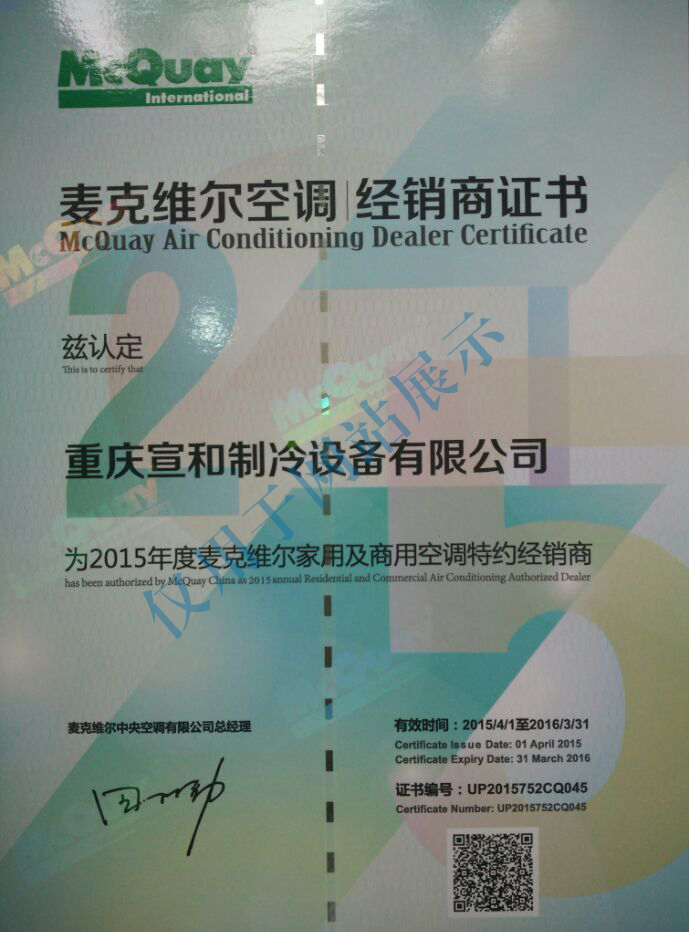 McQuay
International
麦克维尔空调|经销商证书
McQuay Air Conditioning Dealer Certificate
兹认定
This is to certify that
重庆宣和制冷设备有限公司
为2015年度麦克维尔家用及商用空调特约经销商
has been authorized by McQuay China as 2015 annual Residential and Commercial Air Conditioning Authorized Dealer
仅用于网站展示
麦克维尔中央空调有限公司总经理
有效时间：2015/4/1至2016/3/31
Certificate Issue Date: 01 April 2015
Certificate Expiry Date: 31 March 2016
证书编号：UP2015752CQ045
Certificate Number: UP2015752CQ045